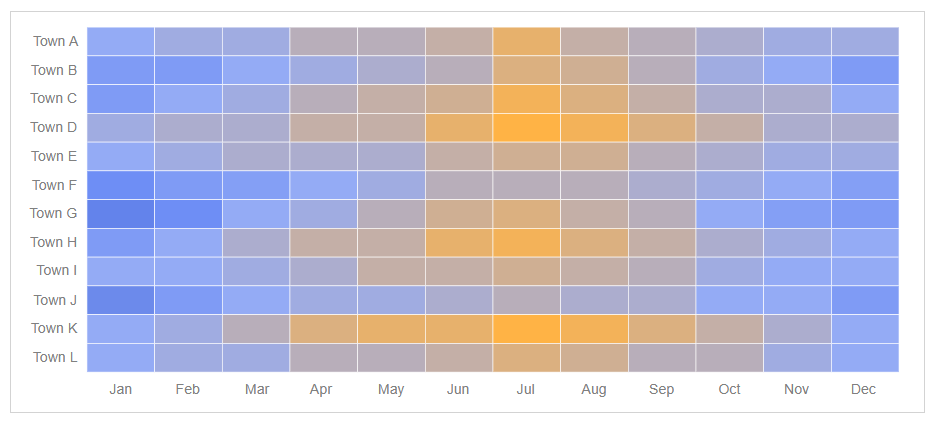 Town A
Town B
Town C
Town D
Town E
Town F
Town G
Town H
Town I
Town J
Town K
Town L
Jan Feb Mar Apr May Jun Jul Aug Sep Oct Nov Dec